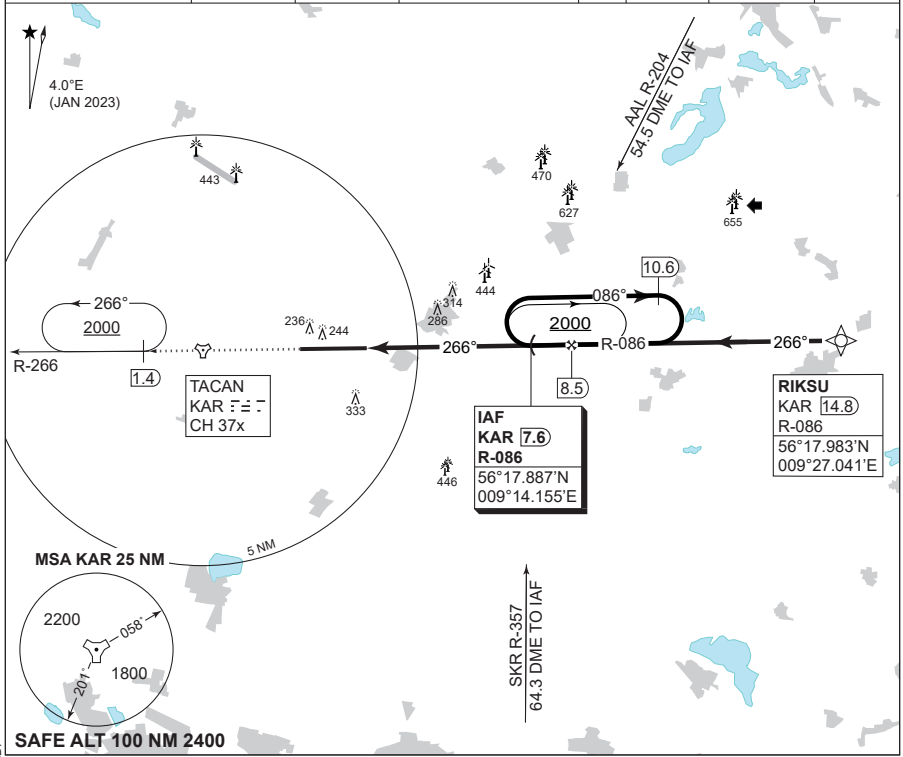 4.0°E
(JAN 2023)
AAL R-204
54.5 DME TO IAF
443
470
627
655
444
314
286
236
244
10.6
086°
266°
2000
2000
R-086
266°
266°
R-266
1.4
8.5
TACAN
KAR
CH 37x
333
446
IAF
KAR 7.6
R-086
56°17.887'N
009°14.155'E
RIKSU
KAR 14.8
R-086
56°17.983'N
009°27.041'E
5 NM
MSA KAR 25 NM
2200
058°
1800
201°
SKR R-357
64.3 DME TO IAF
SAFE ALT 100 NM 2400